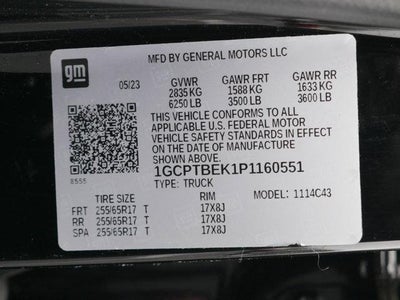 gm
MFD BY GENERAL MOTORS LLC
05/23 GVWR GAWR FRT GAWR RR
2835 KG 1588 KG 1633 KG
6250 LB 3500 LB 3600 LB
THIS VEHICLE CONFORMS TO ALL
APPLICABLE U.S. FEDERAL MOTOR
VEHICLE SAFETY STANDARDS IN EFFECT
ON THE DATE OF MANUFACTURE
SHOWN ABOVE.
1GCPTBEK1P1160551
8555
TYPE: TRUCK MODEL: 1114C43
TIRE SIZE RIM
FRT 255/65R17 T 17X8J
RR 255/65R17 T 17X8J
SPA 255/65R17 T 17X8J